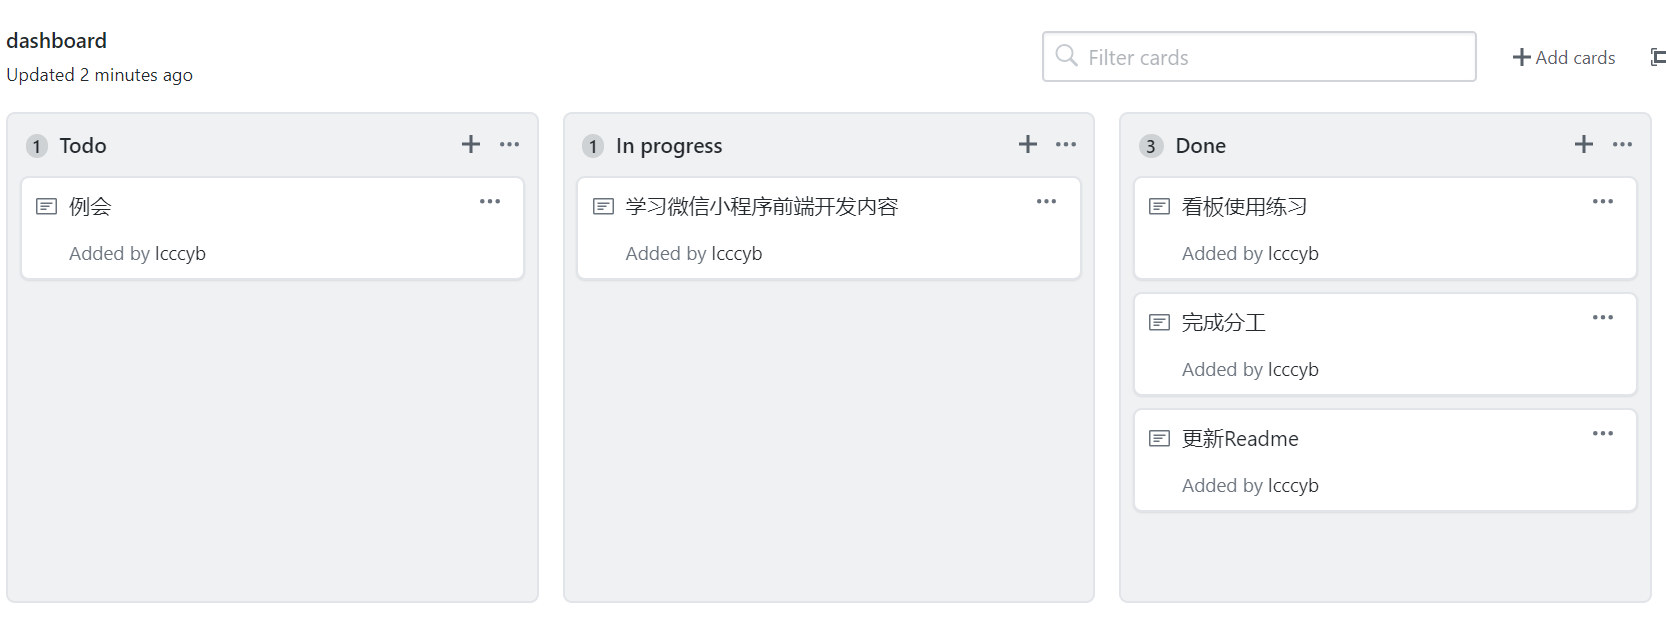 dashboard
Updated 2 minutes ago
Filter cards
Add cards
1 Todo
例会
Added by lcccyb
1 In progress
学习微信小程序前端开发内容
Added by lcccyb
3 Done
看板使用练习
Added by lcccyb
完成分工
Added by lcccyb
更新Readme
Added by lcccyb